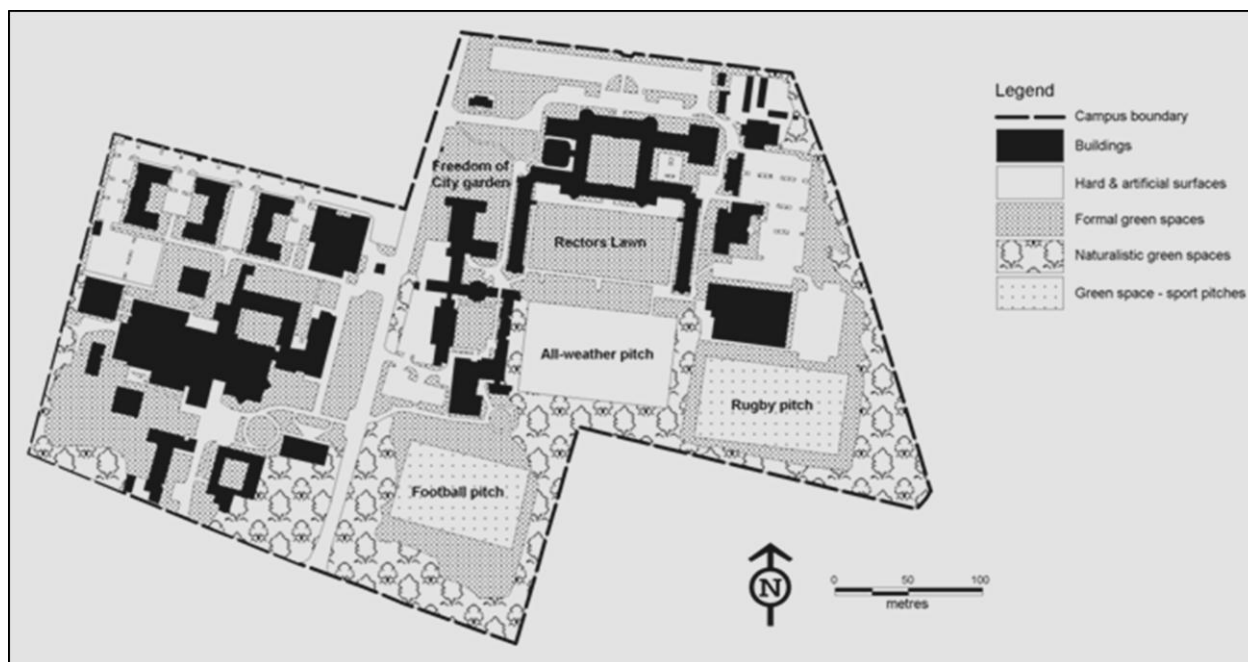 Freedom of
City garden
Rectors Lawn
All-weather pitch
Rugby pitch
Football pitch
Legend
Campus boundary
Buildings
Hard & artificial surfaces
Formal green spaces
Naturalistic green spaces
Green space - sport pitches
N
0 50 100
metres